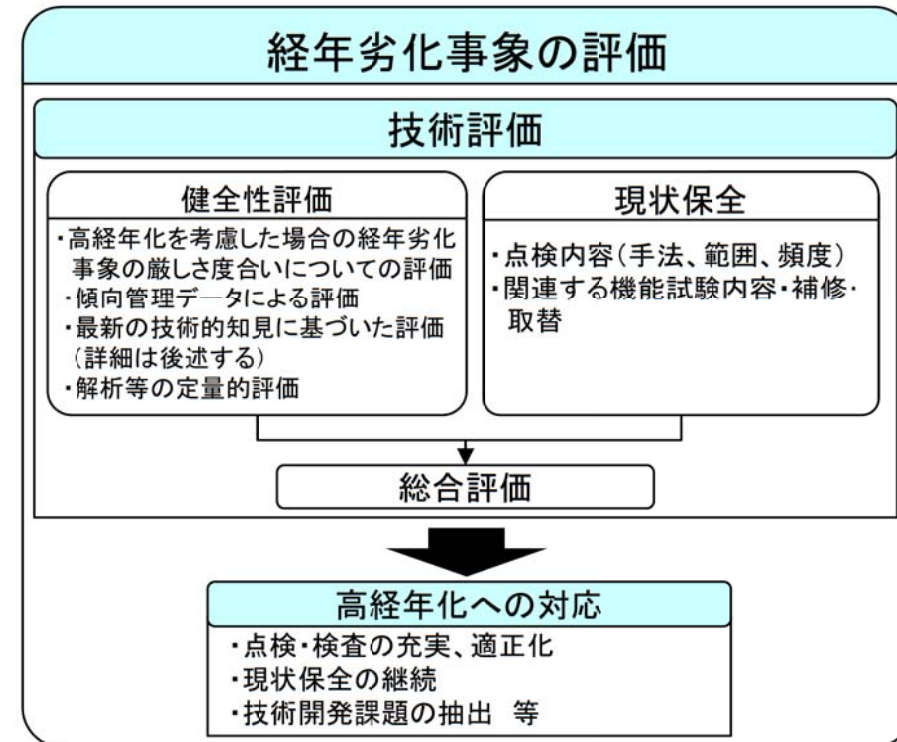 経年劣化事象の評価
技術評価
健全性評価
・高経年化を考慮した場合の経年劣化
事象の厳しさ度合いについての評価
・傾向管理データによる評価
・最新の技術的知見に基づいた評価
(詳細は後述する)
・解析等の定量的評価
現状保全
・点検内容(手法、範囲、頻度)
・関連する機能試験内容・補修・
取替
総合評価
高経年化への対応
・点検・検査の充実、適正化
・現状保全の継続
・技術開発課題の抽出 等